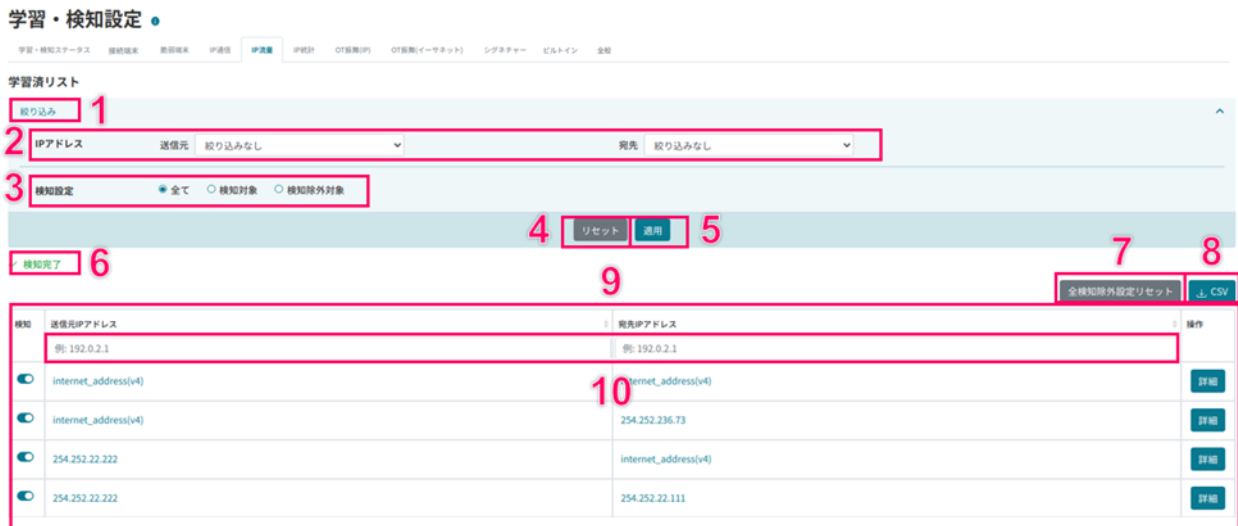 学習・検知設定
学習・検知ステータス 接続端末 脆弱端末 IP通信 IP流量 IP統計 OT振舞(IP) OT振舞(イーサネット) シグネチャー ビルトイン 全般
学習済リスト
絞り込み 1
2 IPアドレス 送信元 絞り込みなし 宛先 絞り込みなし
3 検知設定 全て 検知対象 検知除外対象
4 リセット 適用 5
✓ 検知完了 6
7 8
9
全検知除外設定リセット CSV
検知 送信元IPアドレス 宛先IPアドレス 操作
例: 192.0.2.1 例: 192.0.2.1
internet_address(v4) internet_address(v4) 詳細
10
internet_address(v4) 254.252.236.73 詳細
254.252.22.222 internet_address(v4) 詳細
254.252.22.222 254.252.22.111 詳細